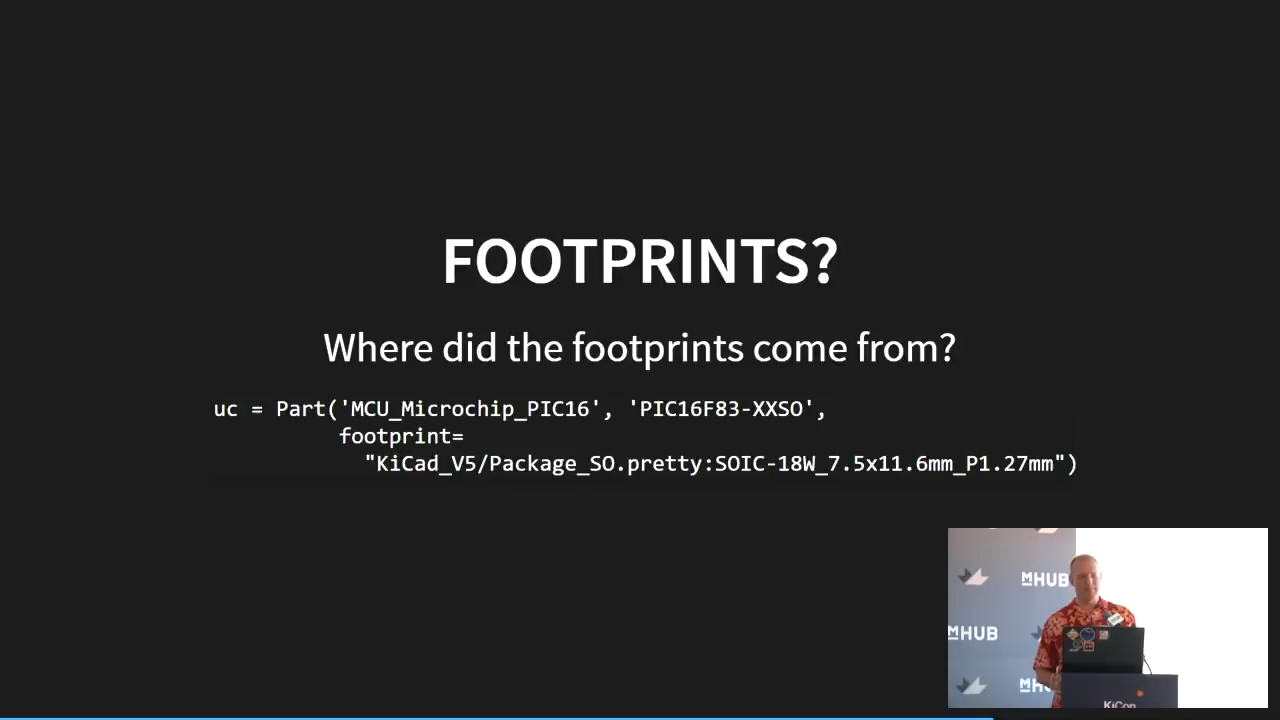 FOOTPRINTS?
Where did the footprints come from?
uc = Part('MCU_Microchip_PIC16', 'PIC16F83-XXSO',
footprint=
"KiCad_V5/Package_SO.pretty:SOIC-18W_7.5x11.6mm_P1.27mm")
MHUB
MHUB
KiCon